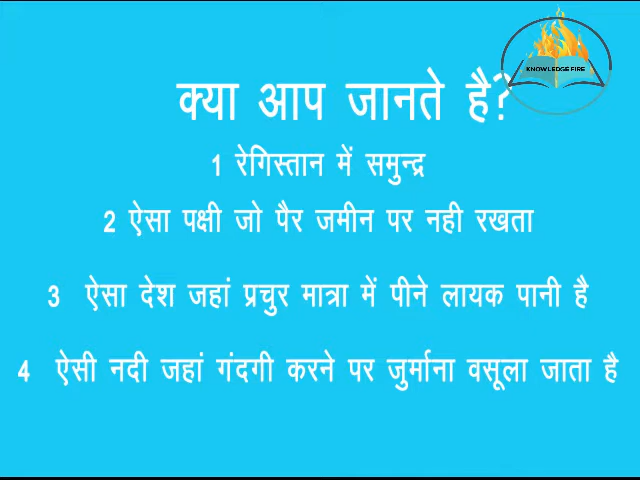 KNOWLEDGE FIRE
क्या आप जानते है?
1 रेगिस्तान में समुन्द्र
2 ऐसा पक्षी जो पैर जमीन पर नही रखता
3 ऐसा देश जहां प्रचुर मात्रा में पीने लायक पानी है
4 ऐसी नदी जहां गंदगी करने पर जुर्माना वसूला जाता है